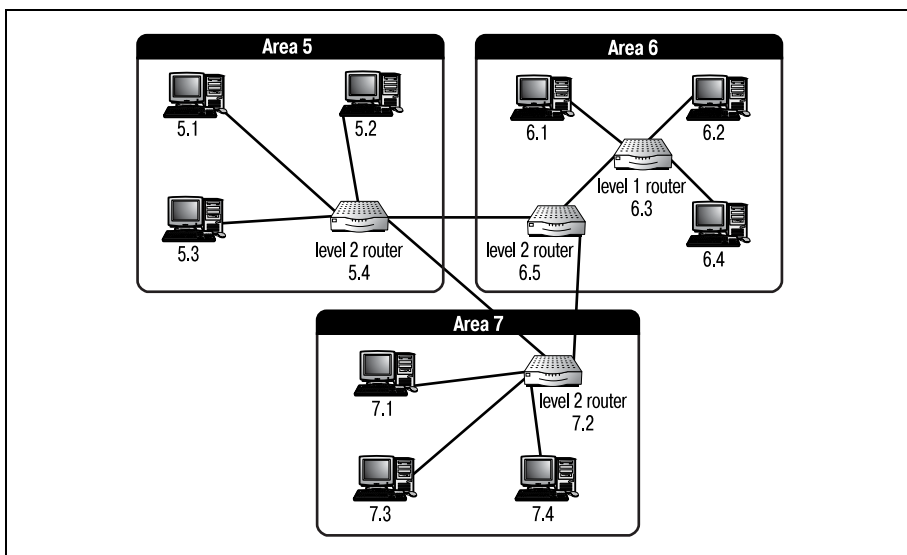 Area 5
5.1
5.2
5.3
level 2 router
5.4
Area 6
6.1
6.2
level 1 router
6.3
6.4
level 2 router
6.5
Area 7
7.1
level 2 router
7.2
7.3
7.4